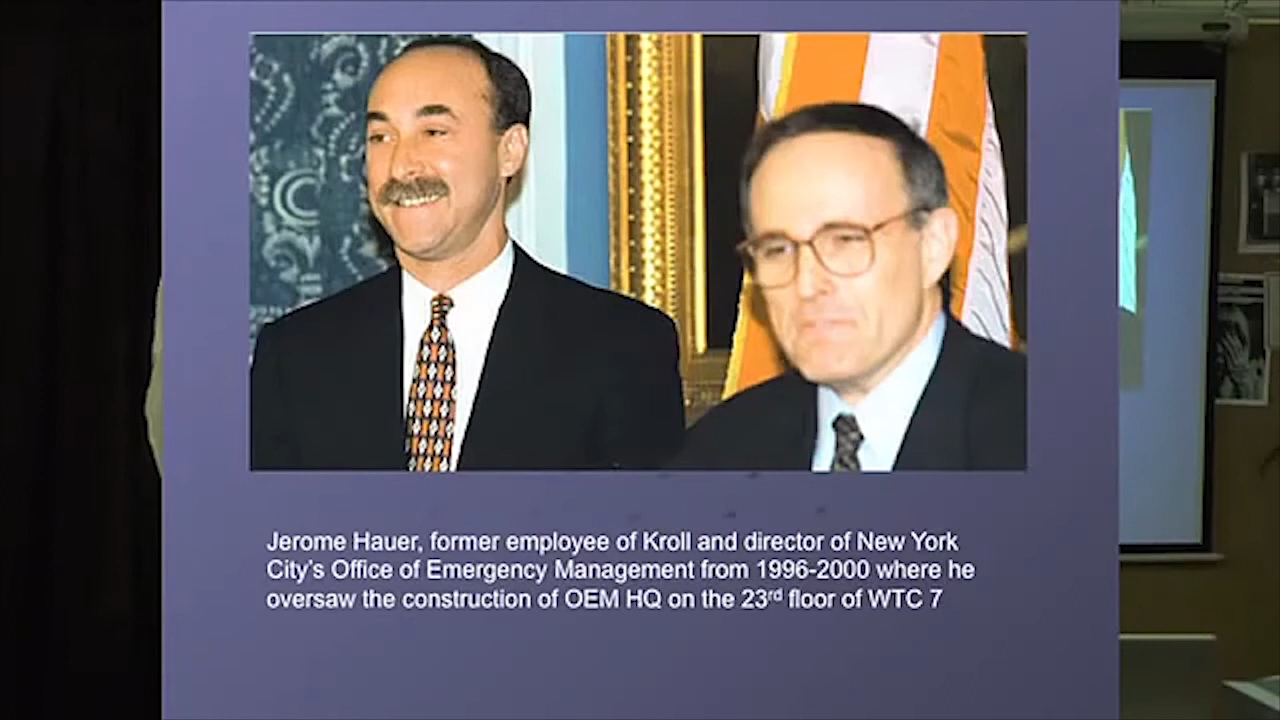 Jerome Hauer, former employee of Kroll and director of New York
City's Office of Emergency Management from 1996-2000 where he
oversaw the construction of OEM HQ on the 23rd floor of WTC 7